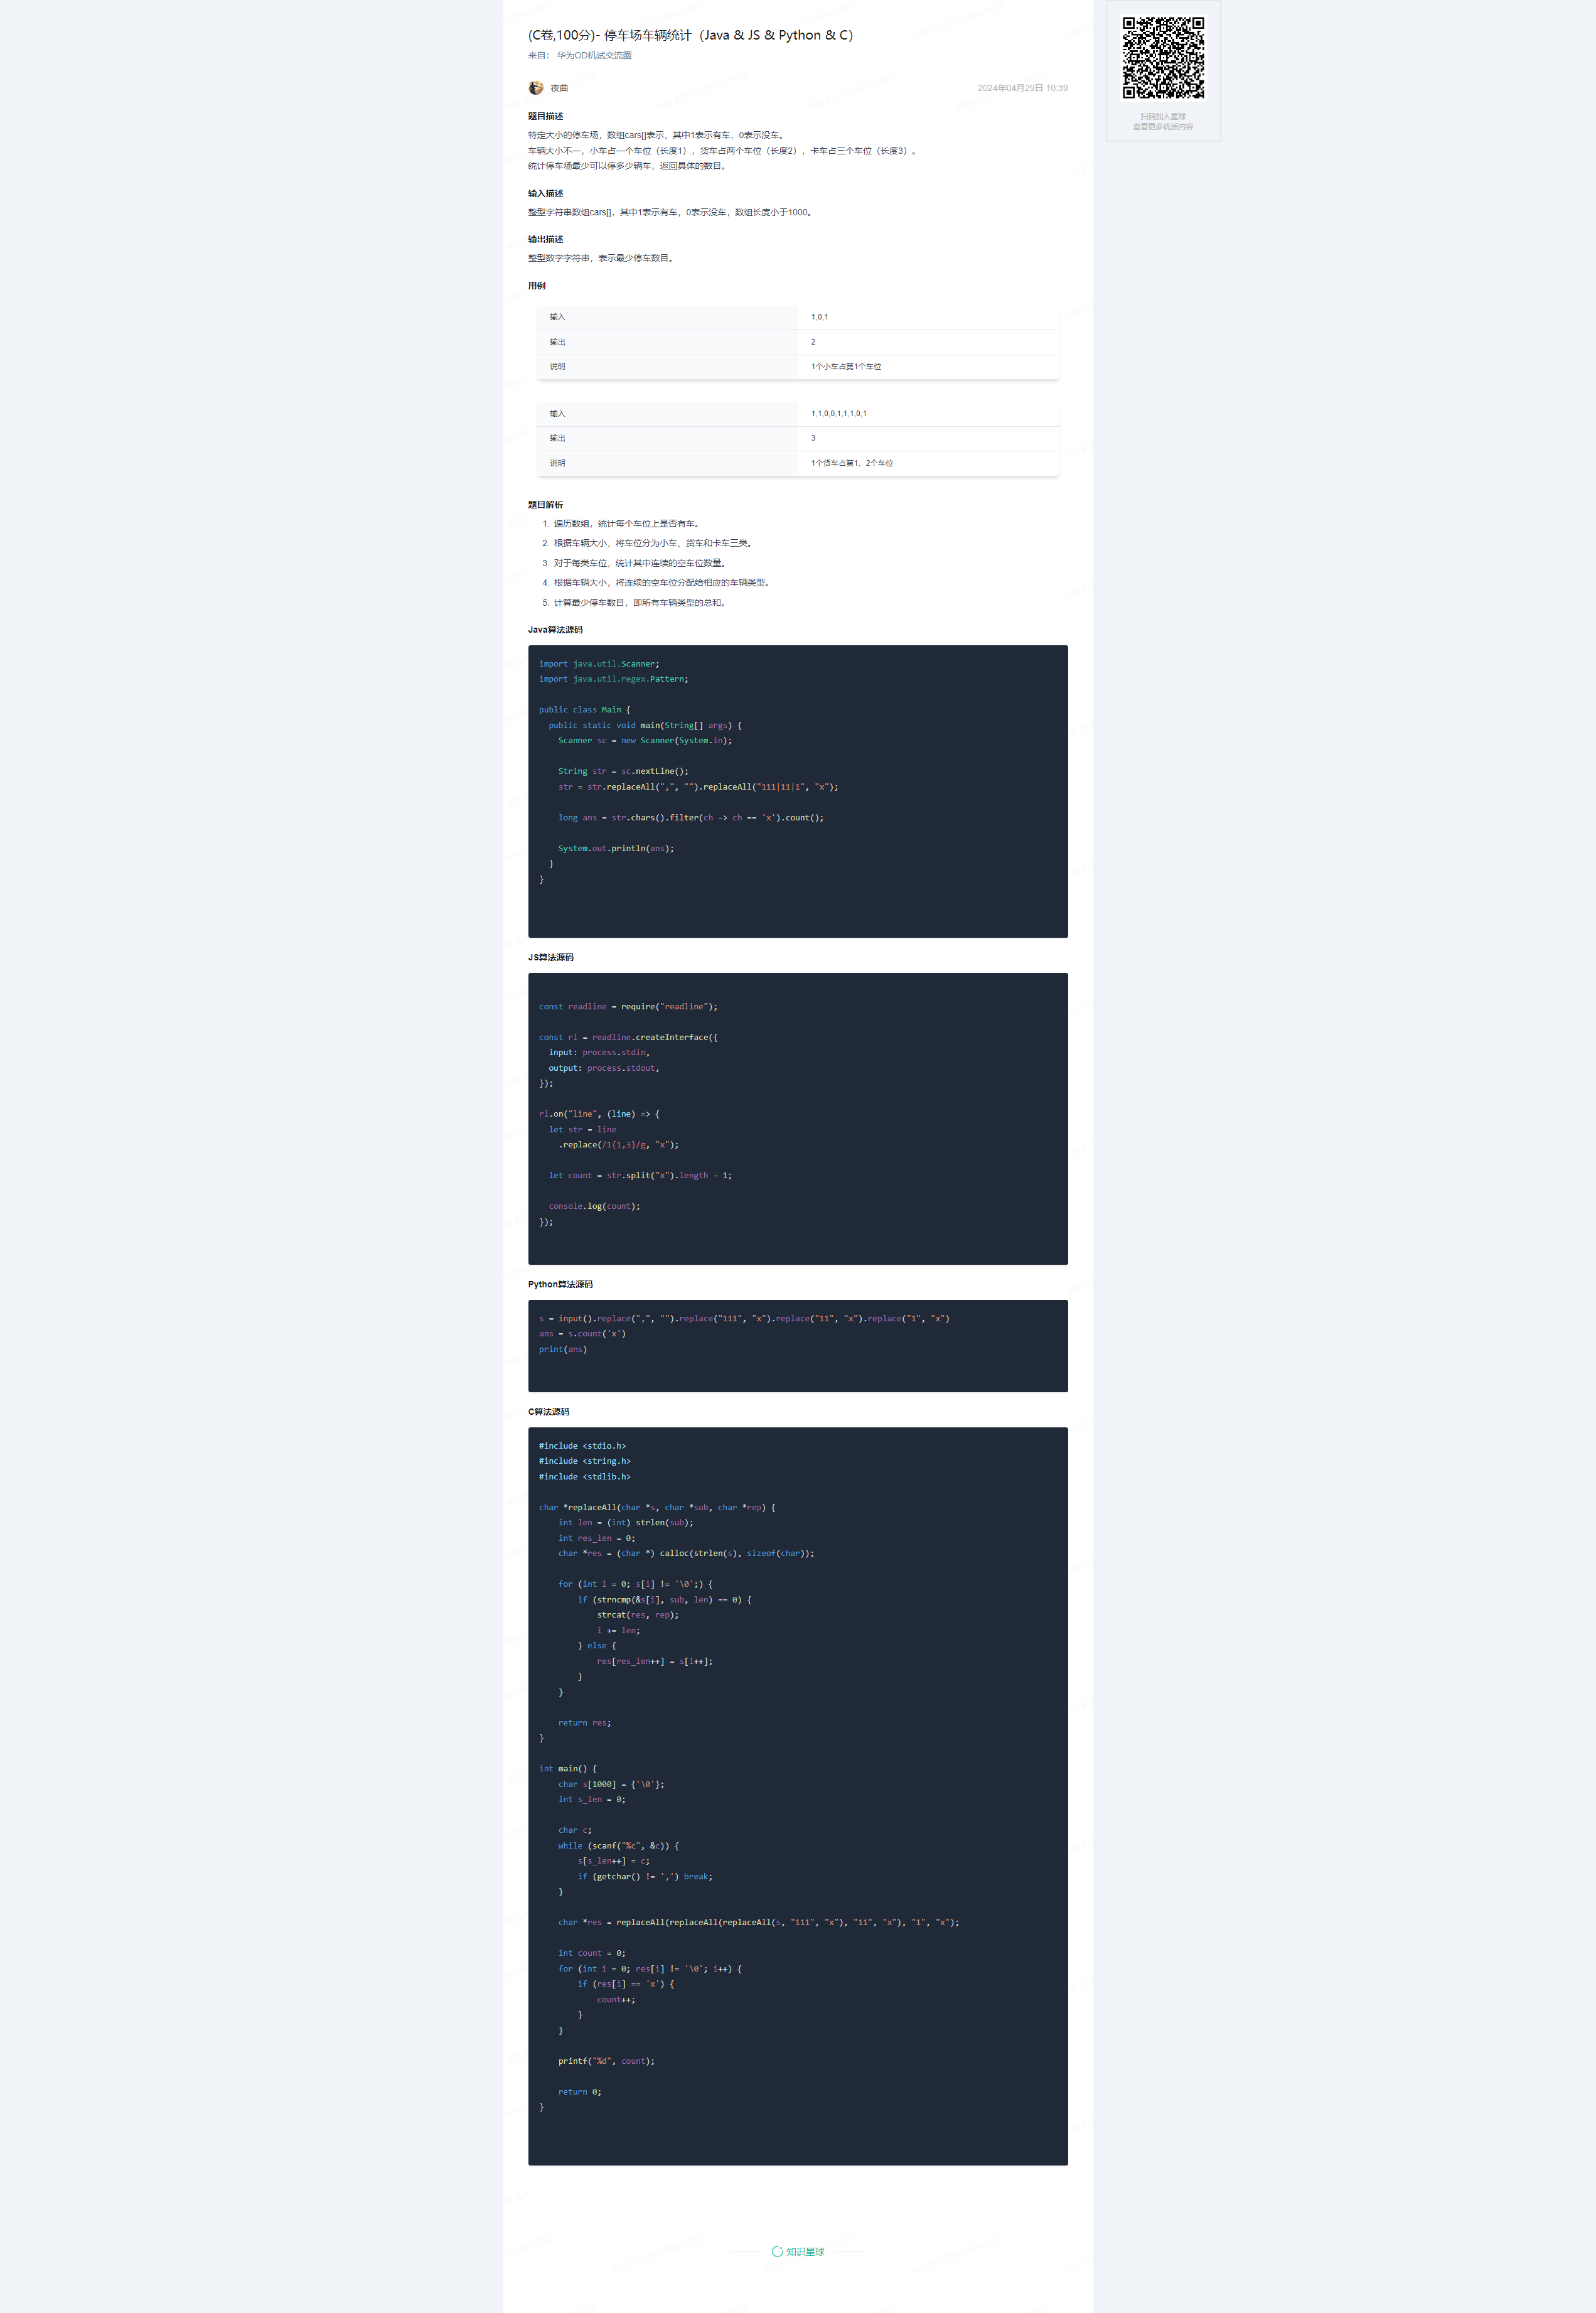 (C卷,100分)- 停车场车辆统计（Java & JS & Python & C）
来自： 华为OD机试交流圈
夜曲
2024年04月29日 10:39
扫码加入星球
查看更多优质内容
题目描述
特定大小的停车场，数组cars[]表示，其中1表示有车，0表示没车。
车辆大小不一，小车占一个车位（长度1），货车占两个车位（长度2），卡车占三个车位（长度3）。
统计停车场最少可以停多少辆车，返回具体的数目。
输入描述
整型字符串数组cars[]，其中1表示有车，0表示没车，数组长度小于1000。
输出描述
整型数字字符串，表示最少停车数目。
用例
输入 1,0,1
输出 2
说明 1个小车占第1个车位
输入 1,1,0,0,1,1,1,0,1
输出 3
说明 1个货车占第1、2个车位
题目解析
1. 遍历数组，统计每个车位上是否有车。
2. 根据车辆大小，将车位分为小车、货车和卡车三类。
3. 对于每类车位，统计其中连续的空车位数量。
4. 根据车辆大小，将连续的空车位分配给相应的车辆类型。
5. 计算最少停车数目，即所有车辆类型的总和。
Java算法源码
import java.util.Scanner;
import java.util.regex.Pattern;
public class Main {
public static void main(String[] args) {
Scanner sc = new Scanner(System.in);
String str = sc.nextLine();
str = str.replaceAll(",", "").replaceAll("111|11|1", "x");
long ans = str.chars().filter(ch -> ch == 'x').count();
System.out.println(ans);
}
}
JS算法源码
const readline = require("readline");
const rl = readline.createInterface({
input: process.stdin,
output: process.stdout,
});
rl.on("line", (line) => {
let str = line
.replace(/1{1,3}/g, "x");
let count = str.split("x").length - 1;
console.log(count);
});
Python算法源码
s = input().replace(",", "").replace("111", "x").replace("11", "x").replace("1", "x")
ans = s.count('x')
print(ans)
C算法源码
#include <stdio.h>
#include <string.h>
#include <stdlib.h>
char *replaceAll(char *s, char *sub, char *rep) {
int len = (int) strlen(sub);
int res_len = 0;
char *res = (char *) calloc(strlen(s), sizeof(char));
for (int i = 0; s[i] != '\0';) {
if (strncmp(&s[i], sub, len) == 0) {
strcat(res, rep);
i += len;
} else {
res[res_len++] = s[i++];
}
}
return res;
}
int main() {
char s[1000] = {'\0'};
int s_len = 0;
char c;
while (scanf("%c", &c)) {
s[s_len++] = c;
if (getchar() != ',') break;
}
char *res = replaceAll(replaceAll(replaceAll(s, "111", "x"), "11", "x"), "1", "x");
int count = 0;
for (int i = 0; res[i] != '\0'; i++) {
if (res[i] == 'x') {
count++;
}
}
printf("%d", count);
return 0;
}
知识星球